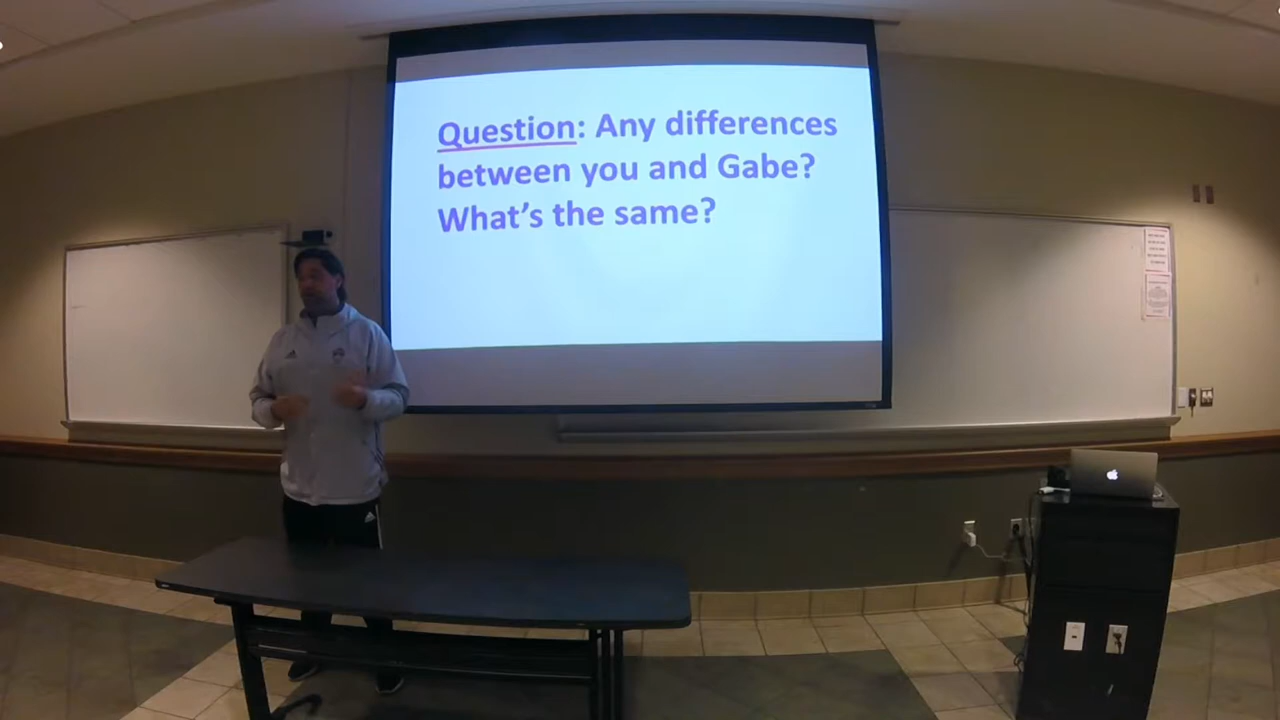 Question: Any differences
between you and Gabe?
What's the same?